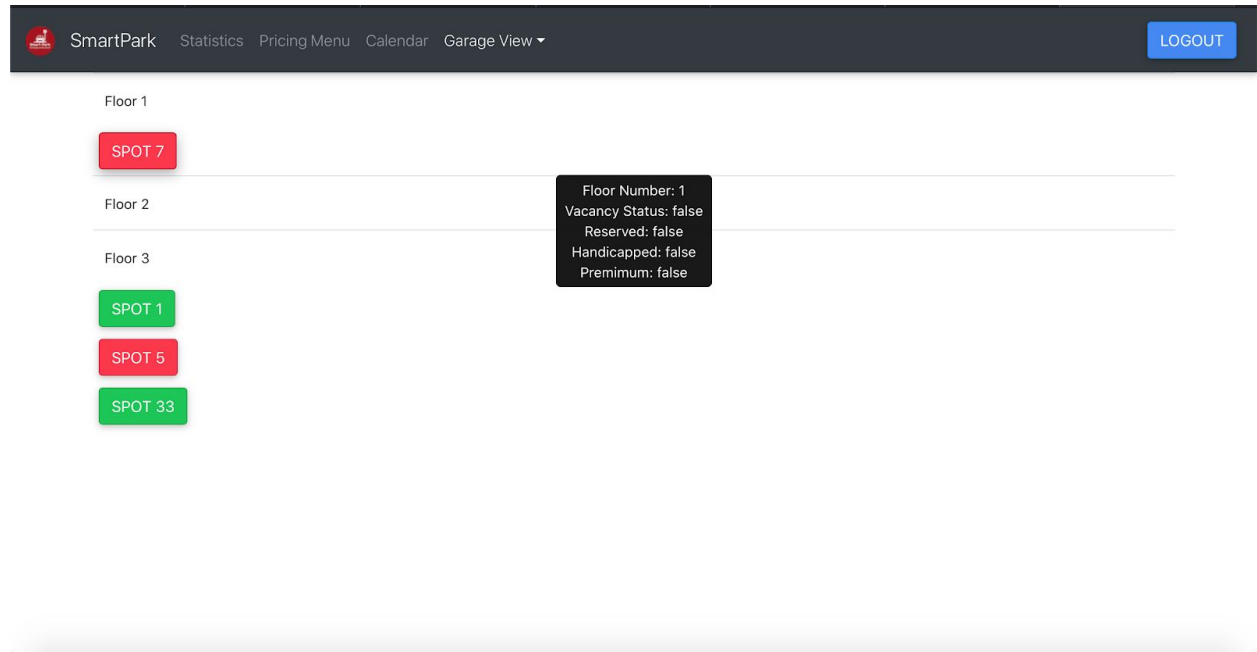 SmartPark Statistics Pricing Menu Calendar Garage View LOGOUT
Floor 1
SPOT 7
Floor 2
Floor Number: 1
Vacancy Status: false
Reserved: false
Handicapped: false
Premimum: false
Floor 3
SPOT 1
SPOT 5
SPOT 33